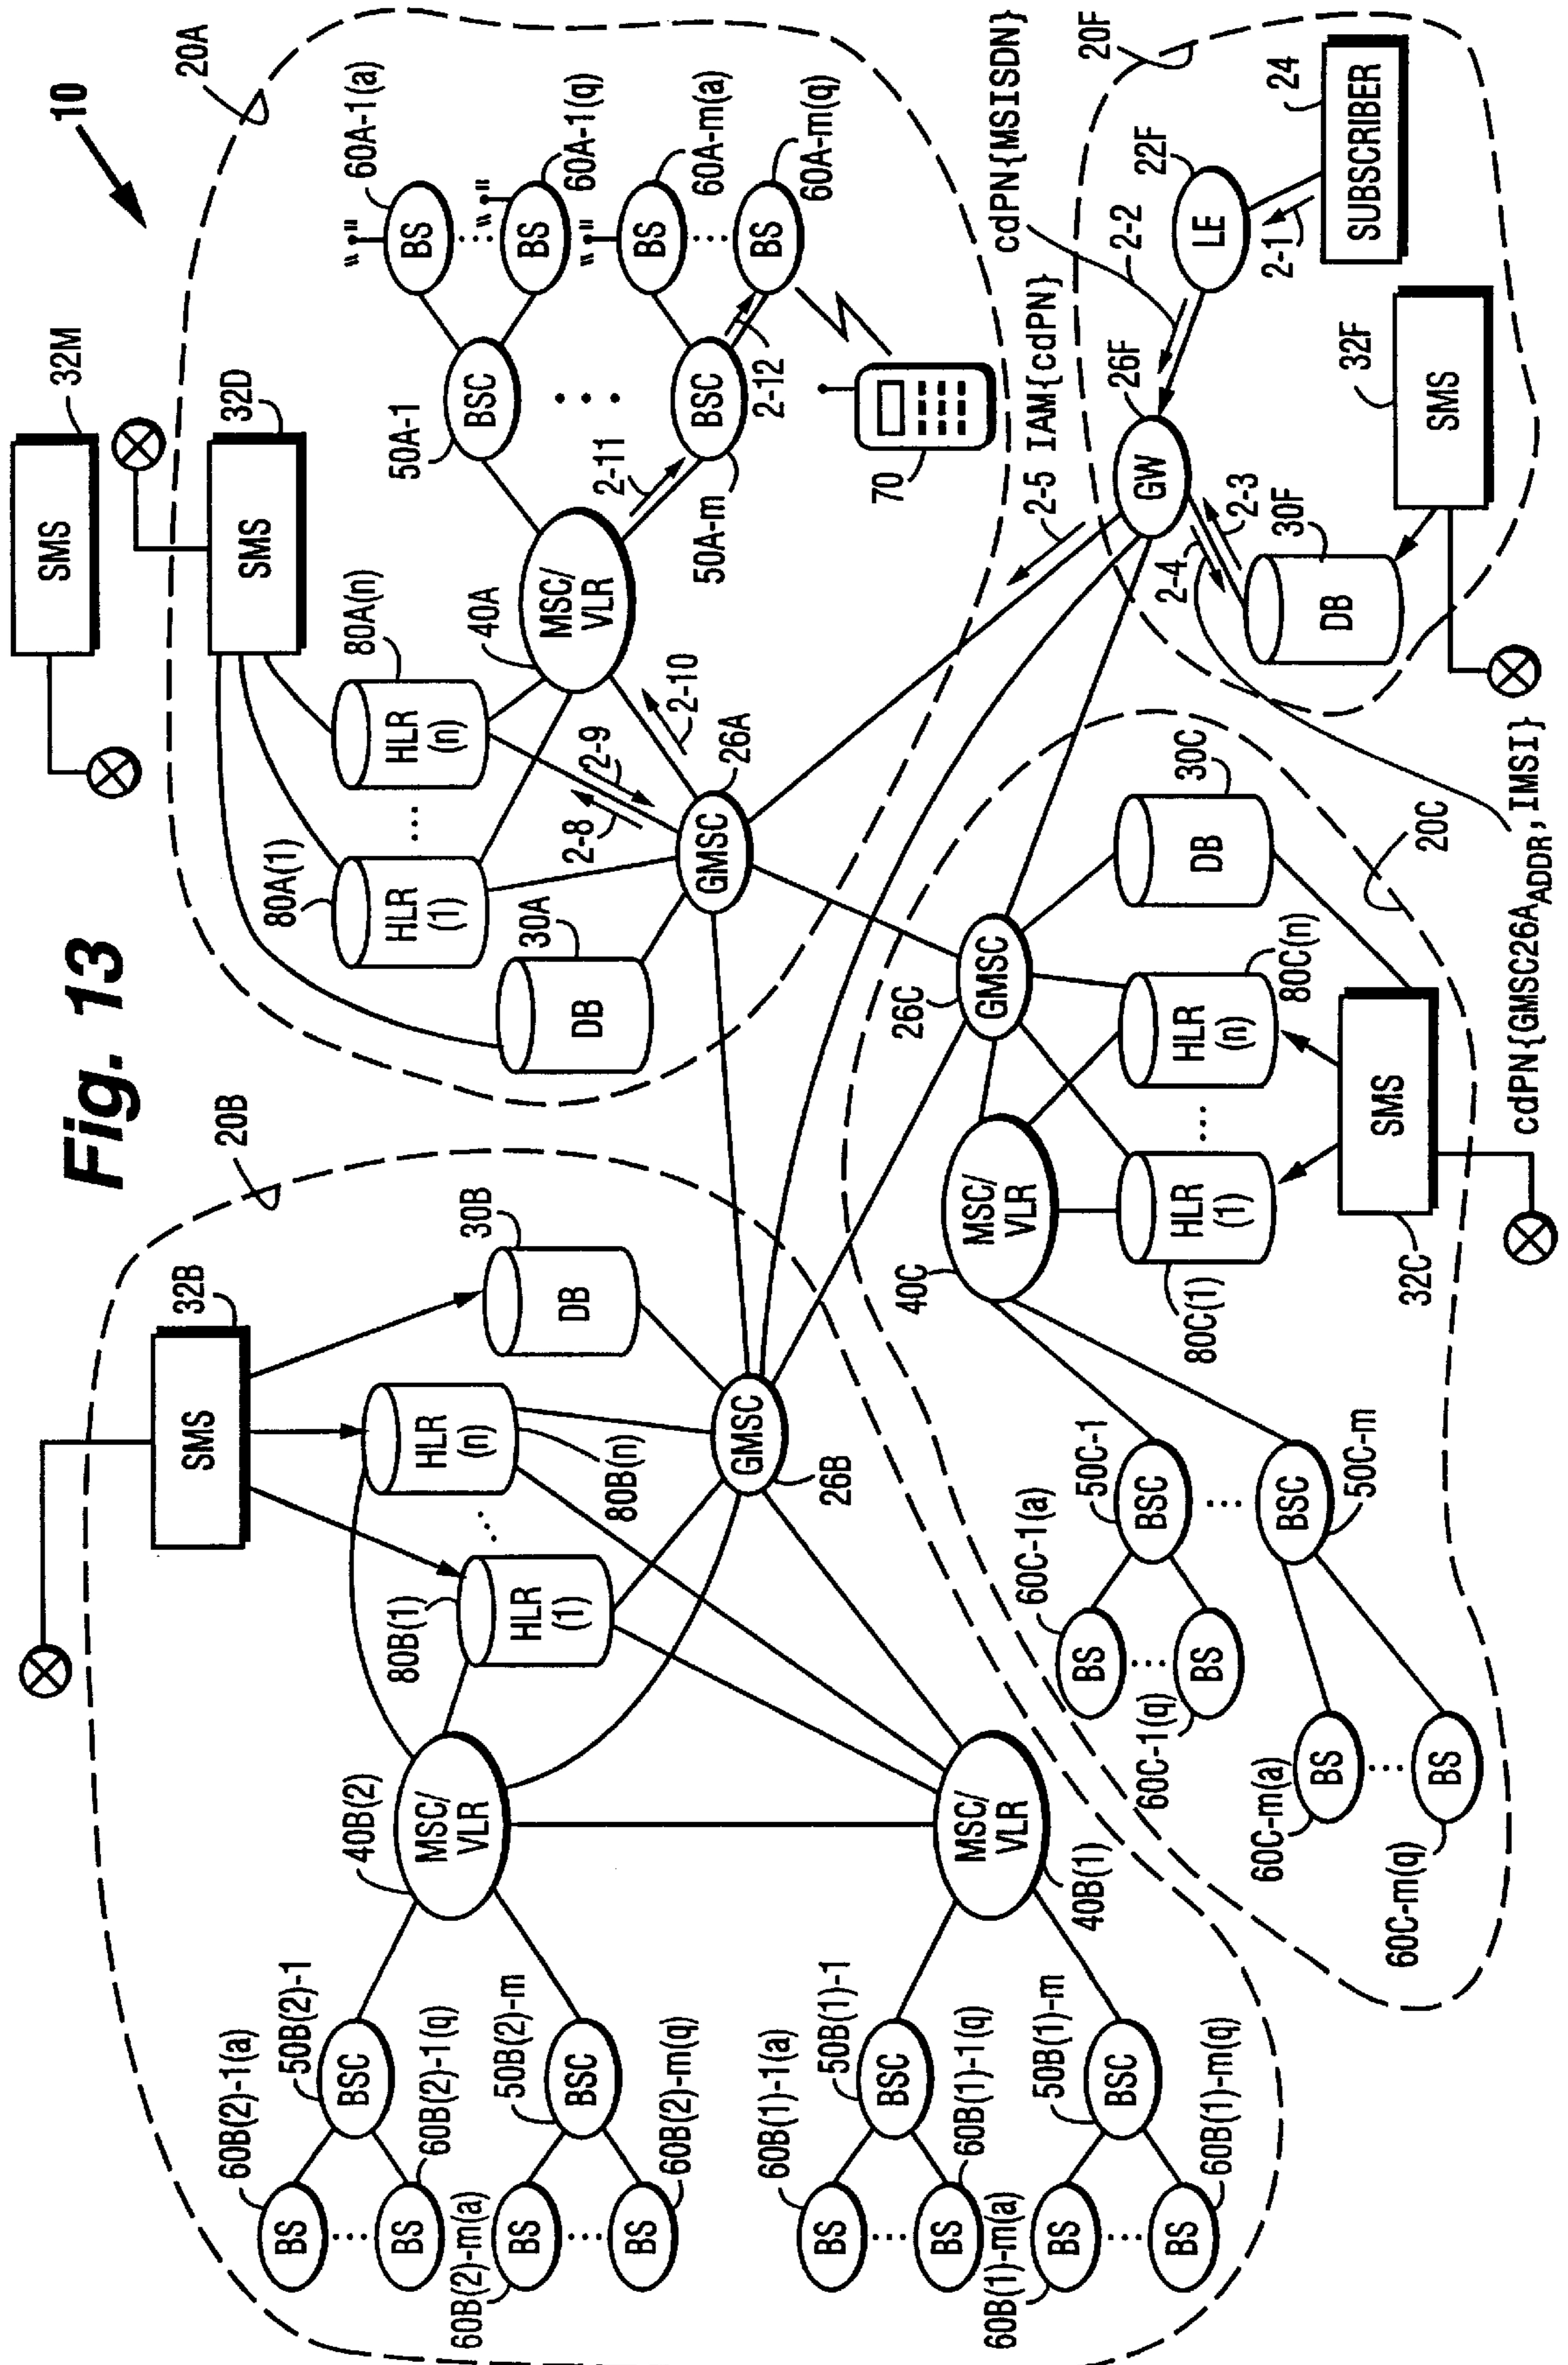 Fig. 13
10
SMS
32M
20B
SMS
32B
30B
DB
HLR
(n)
80B(n)
HLR
(1)
80B(1)
GMSC
26B
MSC/
VLR
40B(2)
MSC/
VLR
40B(1)
60B(2)-1(a)
50B(2)-1
BSC
BS
BS
60B(2)-1(q)
50B(2)-m
BSC
60B(2)-m(a)
BS
BS
60B(2)-m(q)
60B(1)-1(a)
50B(1)-1
BSC
BS
BS
60B(1)-1(q)
50B(1)-m
BSC
60B(1)-m(a)
BS
BS
60B(1)-m(q)
20A
SMS
32D
80A(1)
HLR
(1)
80A(n)
HLR
(n)
30A
DB
40A
MSC/
VLR
GMSC
26A
2-8
2-9
2-10
2-11
2-12
50A-1
BSC
50A-m
BSC
BS
60A-1(a)
BS
60A-1(q)
BS
60A-m(a)
BS
60A-m(q)
70
20C
26C
GMSC
DB
30C
40C
MSC/
VLR
HLR
(1)
80C(1)
HLR
(n)
80C(n)
SMS
32C
50C-1
BSC
60C-1(a)
BS
BS
60C-1(q)
BSC
50C-m
60C-m(a)
BS
BS
60C-m(q)
2-5 IAM{cdPN}
cdPN{MSISDN}
2-2
20F
22F
LE
2-1
24
SUBSCRIBER
26F
GW
2-3
2-4
30F
DB
32F
SMS
cdPN{GMSC26A ADDR, IMSI}